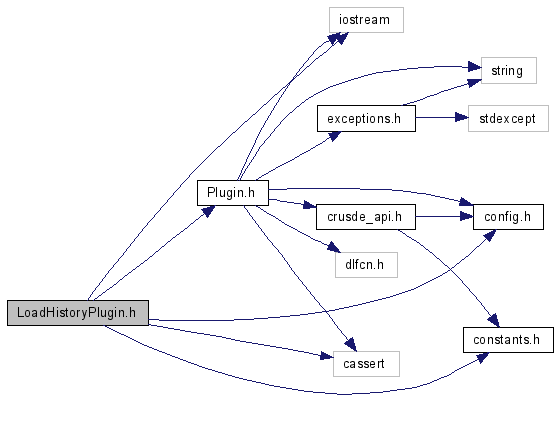 iostream
string
exceptions.h
stdexcept
Plugin.h
crusde_api.h
config.h
dlfcn.h
LoadHistoryPlugin.h
constants.h
cassert